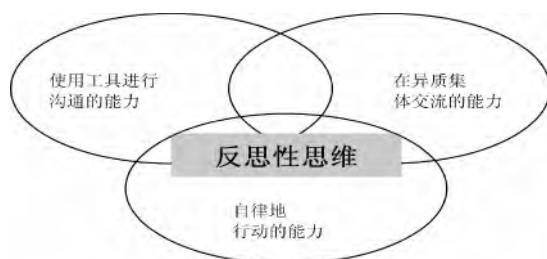 使用工具进行
沟通的能力
在异质集
体交流的能力
反思性思维
自律地
行动的能力